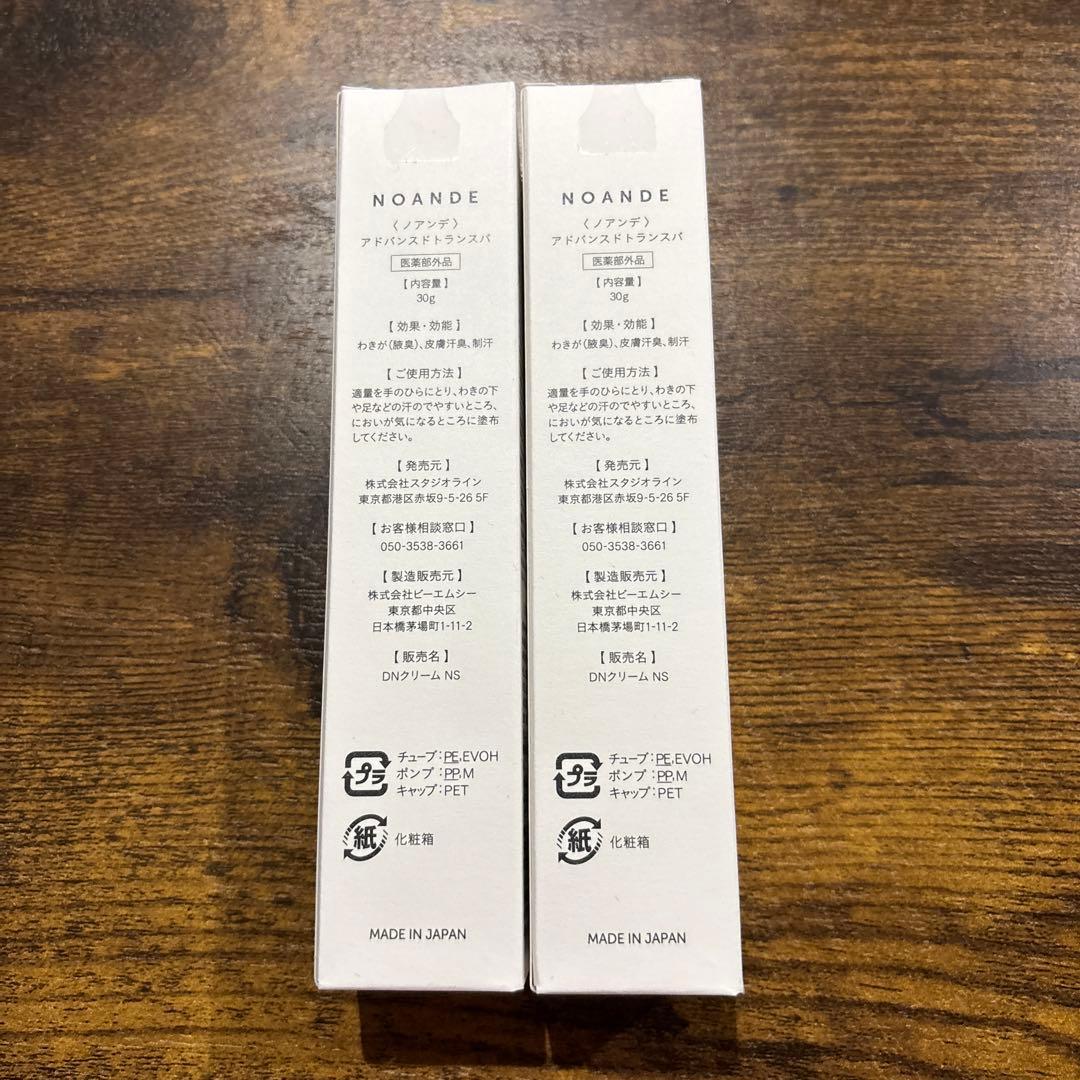 NOANDE
〈ノアンデ〉
アドバンスドトランスパ
医薬部外品
【内容量】
30g
【効果・効能】
わきが(腋臭)、皮膚汗臭、制汗
【ご使用方法】
適量を手のひらにとり、わきの下
や足などの汗のでやすいところ、
においが気になるところに塗布
してください。
【発売元】
株式会社スタジオライン
東京都港区赤坂9-5-26 5F
【お客様相談窓口】
050-3538-3661
【製造販売元】
株式会社ピーエムシー
東京都中央区
日本橋茅場町1-11-2
【販売名】
DNクリーム NS
プラ
チューブ:PE,EVOH
ポンプ:PP,M
キャップ:PET
紙
化粧箱
MADE IN JAPAN
NOANDE
〈ノアンデ〉
アドバンスドトランスパ
医薬部外品
【内容量】
30g
【効果・効能】
わきが(腋臭)、皮膚汗臭、制汗
【ご使用方法】
適量を手のひらにとり、わきの下
や足などの汗のでやすいところ、
においが気になるところに塗布
してください。
【発売元】
株式会社スタジオライン
東京都港区赤坂9-5-26 5F
【お客様相談窓口】
050-3538-3661
【製造販売元】
株式会社ピーエムシー
東京都中央区
日本橋茅場町1-11-2
【販売名】
DNクリーム NS
プラ
チューブ:PE,EVOH
ポンプ:PP,M
キャップ:PET
紙
化粧箱
MADE IN JAPAN